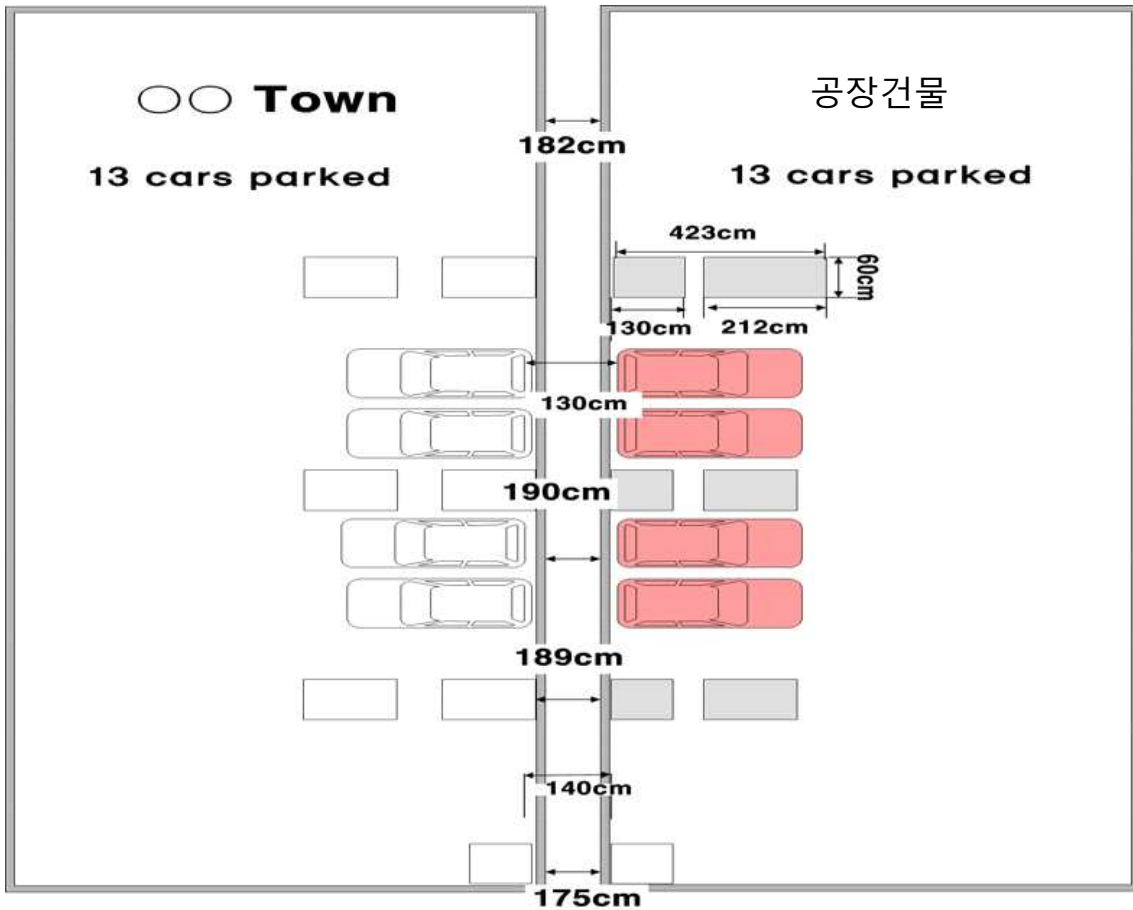 ○○ Town
공장건물
182cm
13 cars parked
13 cars parked
423cm
60cm
130cm
212cm
130cm
190cm
189cm
140cm
175cm